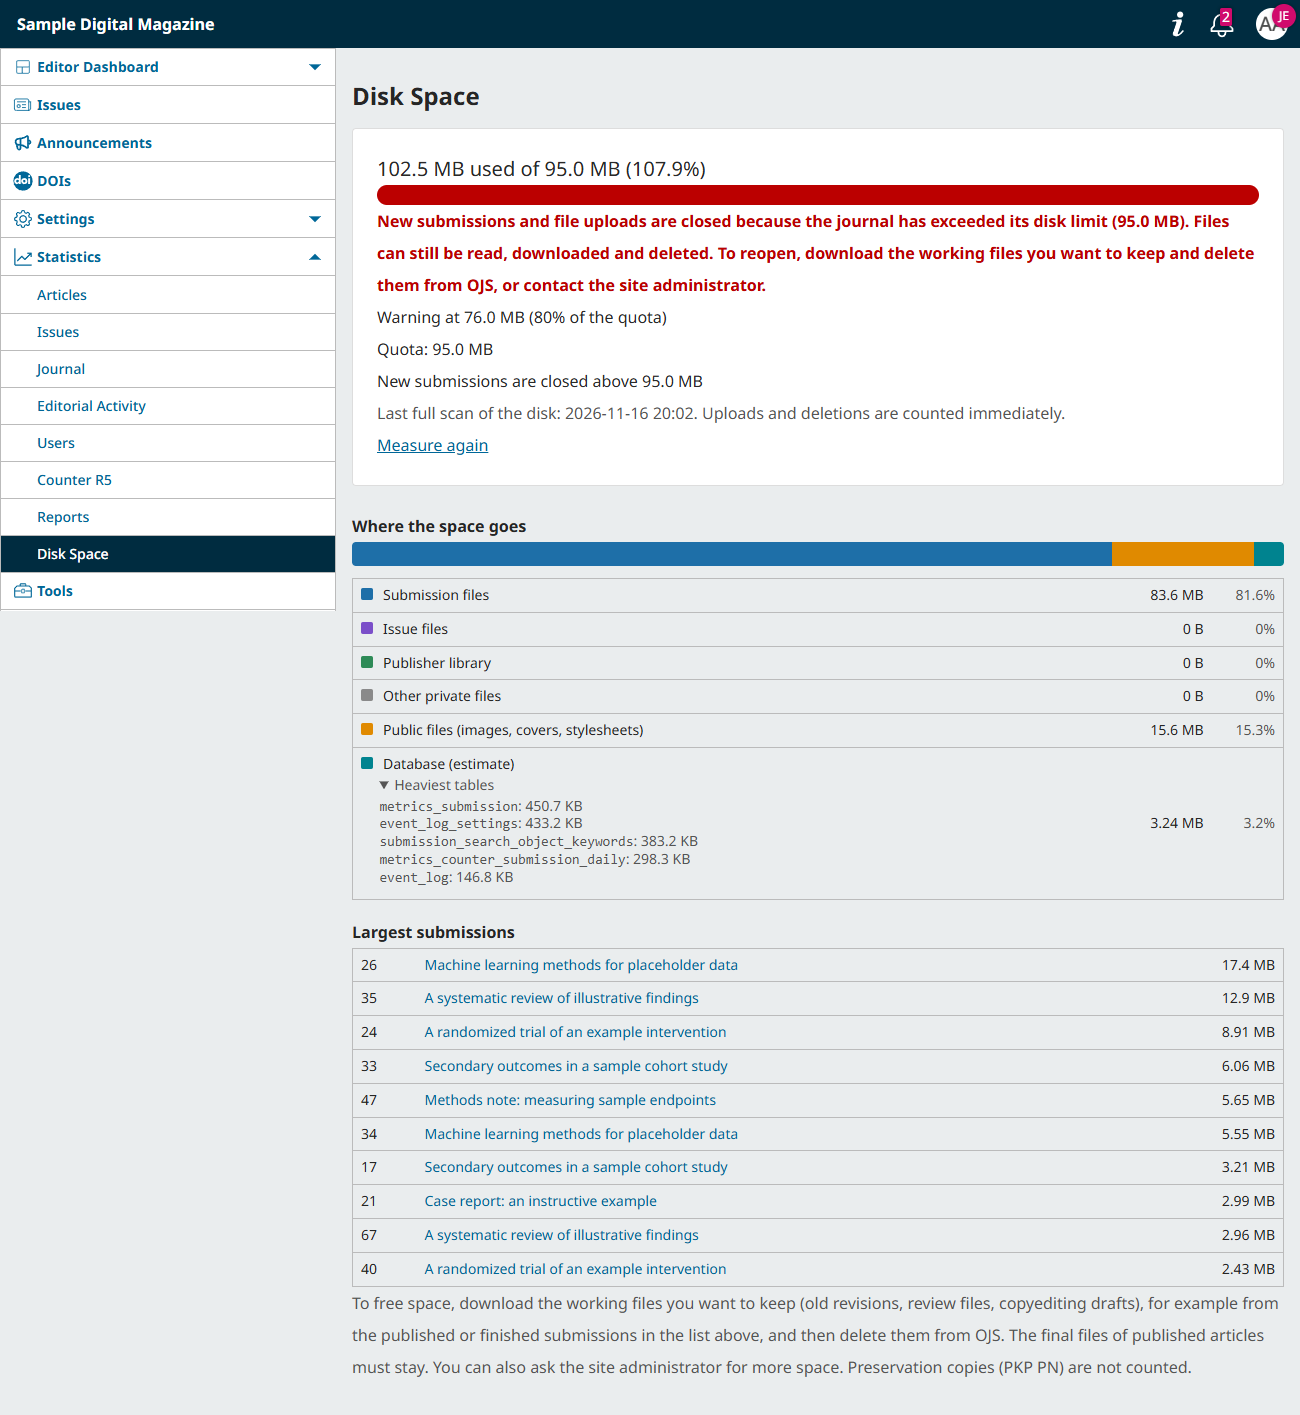 Sample Digital Magazine
2
JE
Editor Dashboard
Issues
Announcements
doi DOIs
Settings
Statistics
Articles
Issues
Journal
Editorial Activity
Users
Counter R5
Reports
Disk Space
Tools
Disk Space
102.5 MB used of 95.0 MB (107.9%)
New submissions and file uploads are closed because the journal has exceeded its disk limit (95.0 MB). Files
can still be read, downloaded and deleted. To reopen, download the working files you want to keep and delete
them from OJS, or contact the site administrator.
Warning at 76.0 MB (80% of the quota)
Quota: 95.0 MB
New submissions are closed above 95.0 MB
Last full scan of the disk: 2026-11-16 20:02. Uploads and deletions are counted immediately.
Measure again
Where the space goes
Submission files 83.6 MB 81.6%
Issue files 0 B 0%
Publisher library 0 B 0%
Other private files 0 B 0%
Public files (images, covers, stylesheets) 15.6 MB 15.3%
Database (estimate)
▼ Heaviest tables
metrics_submission: 450.7 KB
event_log_settings: 433.2 KB 3.24 MB 3.2%
submission_search_object_keywords: 383.2 KB
metrics_counter_submission_daily: 298.3 KB
event_log: 146.8 KB
Largest submissions
26 Machine learning methods for placeholder data 17.4 MB
35 A systematic review of illustrative findings 12.9 MB
24 A randomized trial of an example intervention 8.91 MB
33 Secondary outcomes in a sample cohort study 6.06 MB
47 Methods note: measuring sample endpoints 5.65 MB
34 Machine learning methods for placeholder data 5.55 MB
17 Secondary outcomes in a sample cohort study 3.21 MB
21 Case report: an instructive example 2.99 MB
67 A systematic review of illustrative findings 2.96 MB
40 A randomized trial of an example intervention 2.43 MB
To free space, download the working files you want to keep (old revisions, review files, copyediting drafts), for example from
the published or finished submissions in the list above, and then delete them from OJS. The final files of published articles
must stay. You can also ask the site administrator for more space. Preservation copies (PKP PN) are not counted.